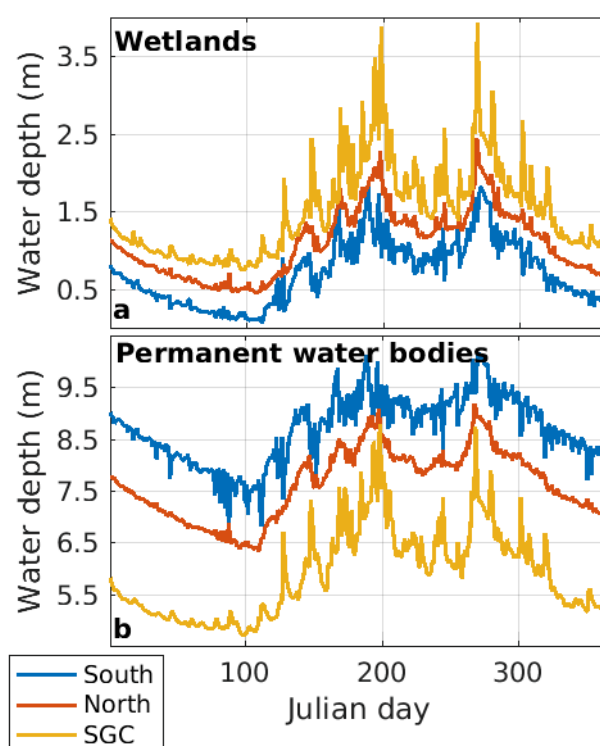 Wetlands
Water depth (m)
3.5
2.5
1.5
0.5
a
Permanent water bodies
Water depth (m)
9.5
8.5
7.5
6.5
5.5
b
100 200 300
Julian day
South
North
SGC